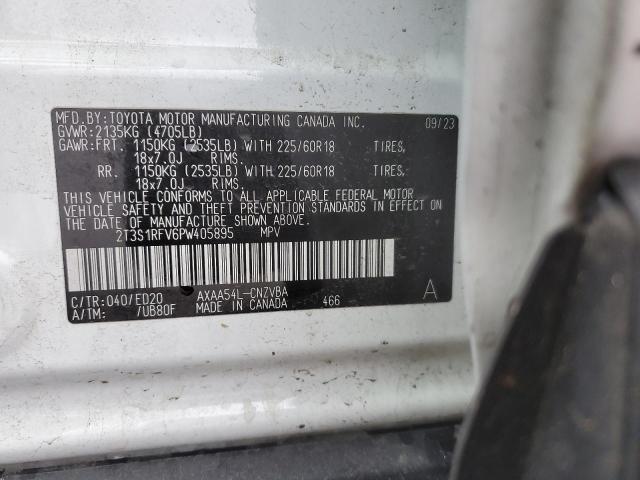 MFD.BY:TOYOTA MOTOR MANUFACTURING CANADA INC. 09/23
GVWR:2135KG (4705LB)
GAWR:FRT. 1150KG (2535LB) WITH 225/60R18 TIRES,
18x7.0J RIMS.
RR. 1150KG (2535LB) WITH 225/60R18 TIRES,
18x7.0J RIMS.
THIS VEHICLE CONFORMS TO ALL APPLICABLE FEDERAL MOTOR
VEHICLE SAFETY AND THEFT PREVENTION STANDARDS IN EFFECT ON
THE DATE OF MANUFACTURE SHOWN ABOVE.
2T3S1RFV6PW405895 MPV
C/TR:040/ED20 AXAA54L-CNZVBA A
A/TM: /UB80F MADE IN CANADA 466